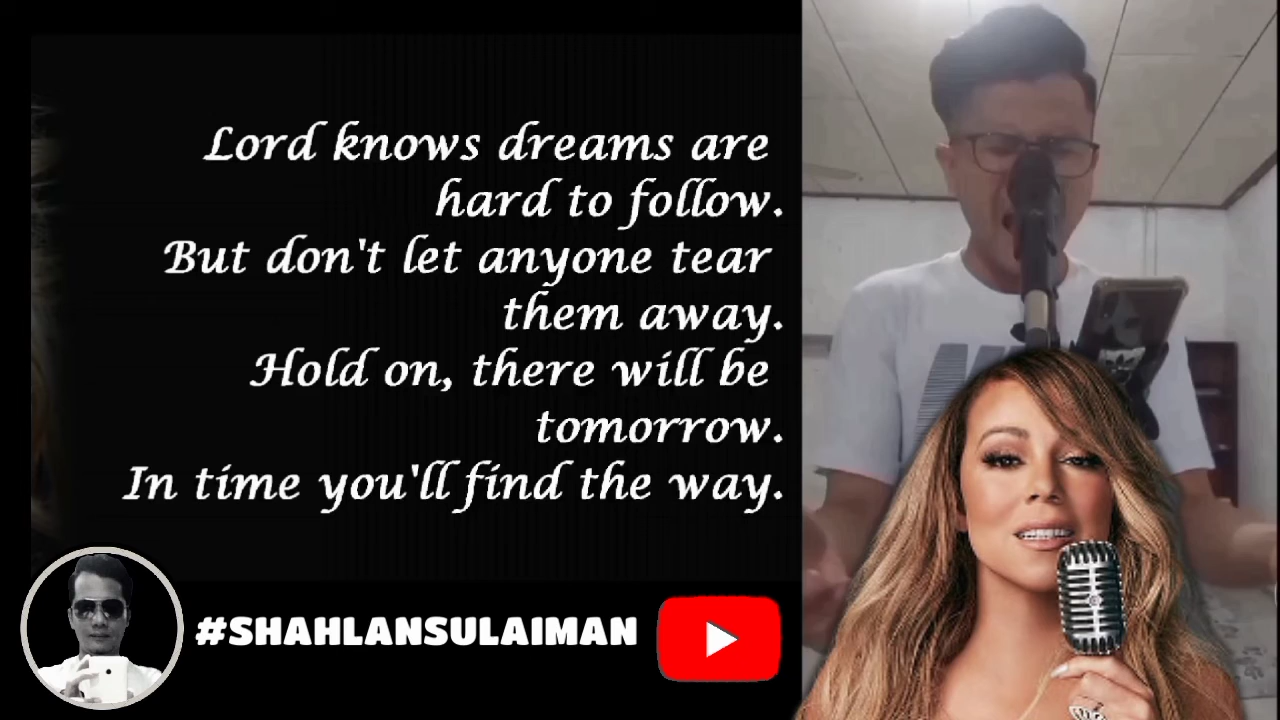 Lord knows dreams are
hard to follow.
But don't let anyone tear
them away.
Hold on, there will be
tomorrow.
In time you'll find the way.
#SHAHLANSULAIMAN